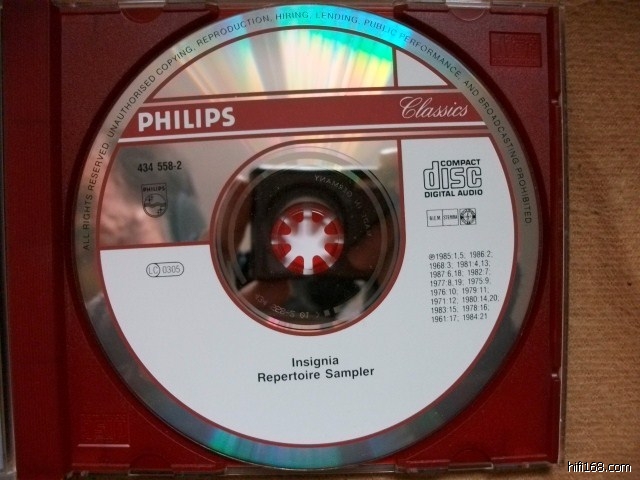 ALL RIGHTS RESERVED. UNAUTHORISED COPYING, REPRODUCTION, HIRING, LENDING, PUBLIC PERFORMANCE, AND BROADCASTING PROHIBITED.
PHILIPS
Classics
434 558-2
PHILIPS
COMPACT
disc
DIGITAL AUDIO
STEMRA
LC 0305
℗1985:1,5; 1986:2;
1968:3; 1981:4,13;
1987:6,18; 1982:7;
1977:8,19; 1975:9;
1976:10; 1979:11;
1971:12; 1980:14,20;
1983:15; 1978:16;
1961:17; 1984:21
Insignia
Repertoire Sampler
hifi168.com